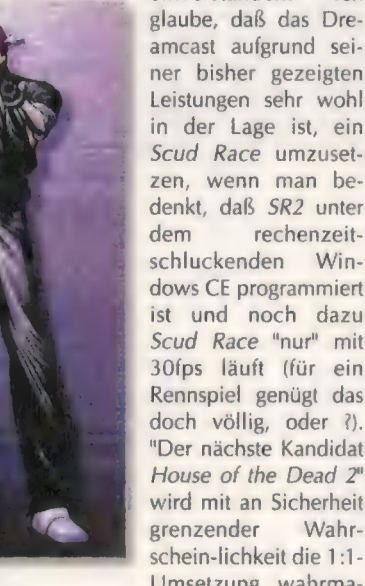 glaube, daß das Dre-
amcast aufgrund sei-
ner bisher gezeigten
Leistungen sehr wohl
in der Lage ist, ein
Scud Race umzuset-
zen, wenn man be-
denkt, daß SR2 unter
dem rechenzeit-
schluckenden Win-
dows CE programmiert
ist und noch dazu
Scud Race "nur" mit
30fps läuft (für ein
Rennspiel genügt das
doch völlig, oder ?).
"Der nächste Kandidat
House of the Dead 2"
wird mit an Sicherheit
grenzender Wahr-
schein-lichkeit die 1:1-
Umsetzung wahrma-